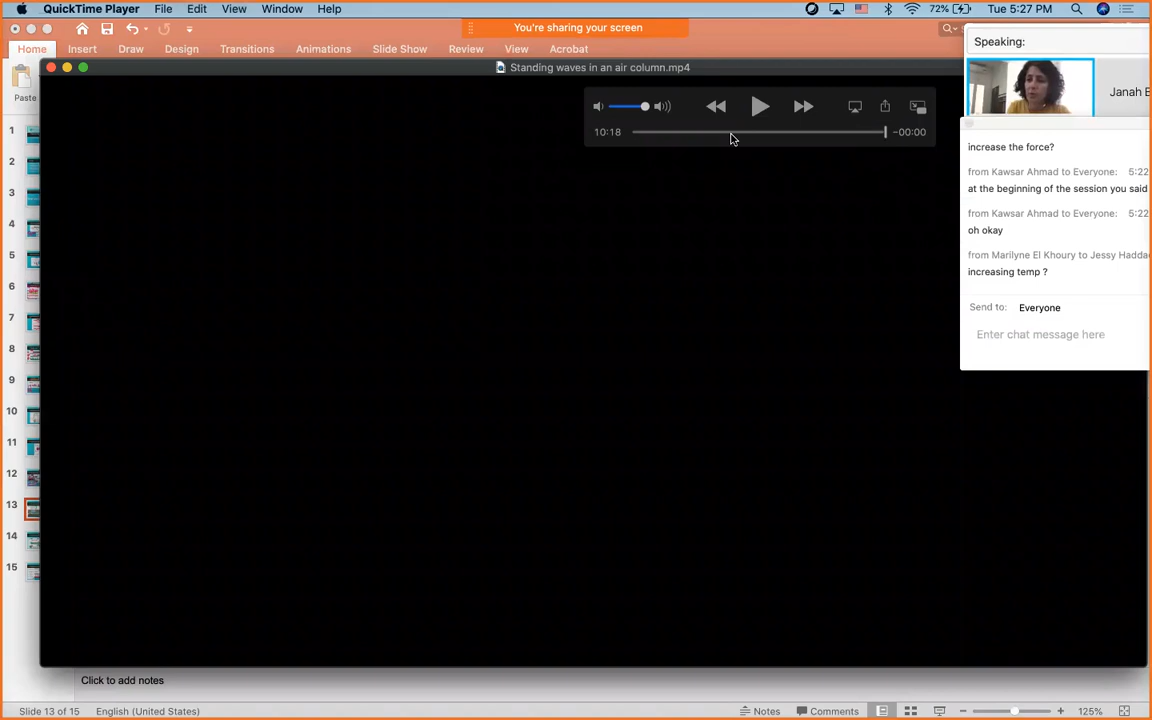 QuickTime Player File Edit View Window Help 72% Tue 5:27 PM
You're sharing your screen
Home Insert Draw Design Transitions Animations Slide Show Review View Acrobat
Speaking:
Standing waves in an air column.mp4
Paste
Janah E
10:18 -00:00
increase the force?
from Kawsar Ahmad to Everyone: 5:22
at the beginning of the session you said
from Kawsar Ahmad to Everyone: 5:22
oh okay
from Marilyne El Khoury to Jessy Hadda
increasing temp ?
Send to: Everyone
Enter chat message here
1
2
3
4
5
6
7
8
9
10
11
12
13
14
15
Click to add notes
Slide 13 of 15 English (United States) Notes Comments 125%